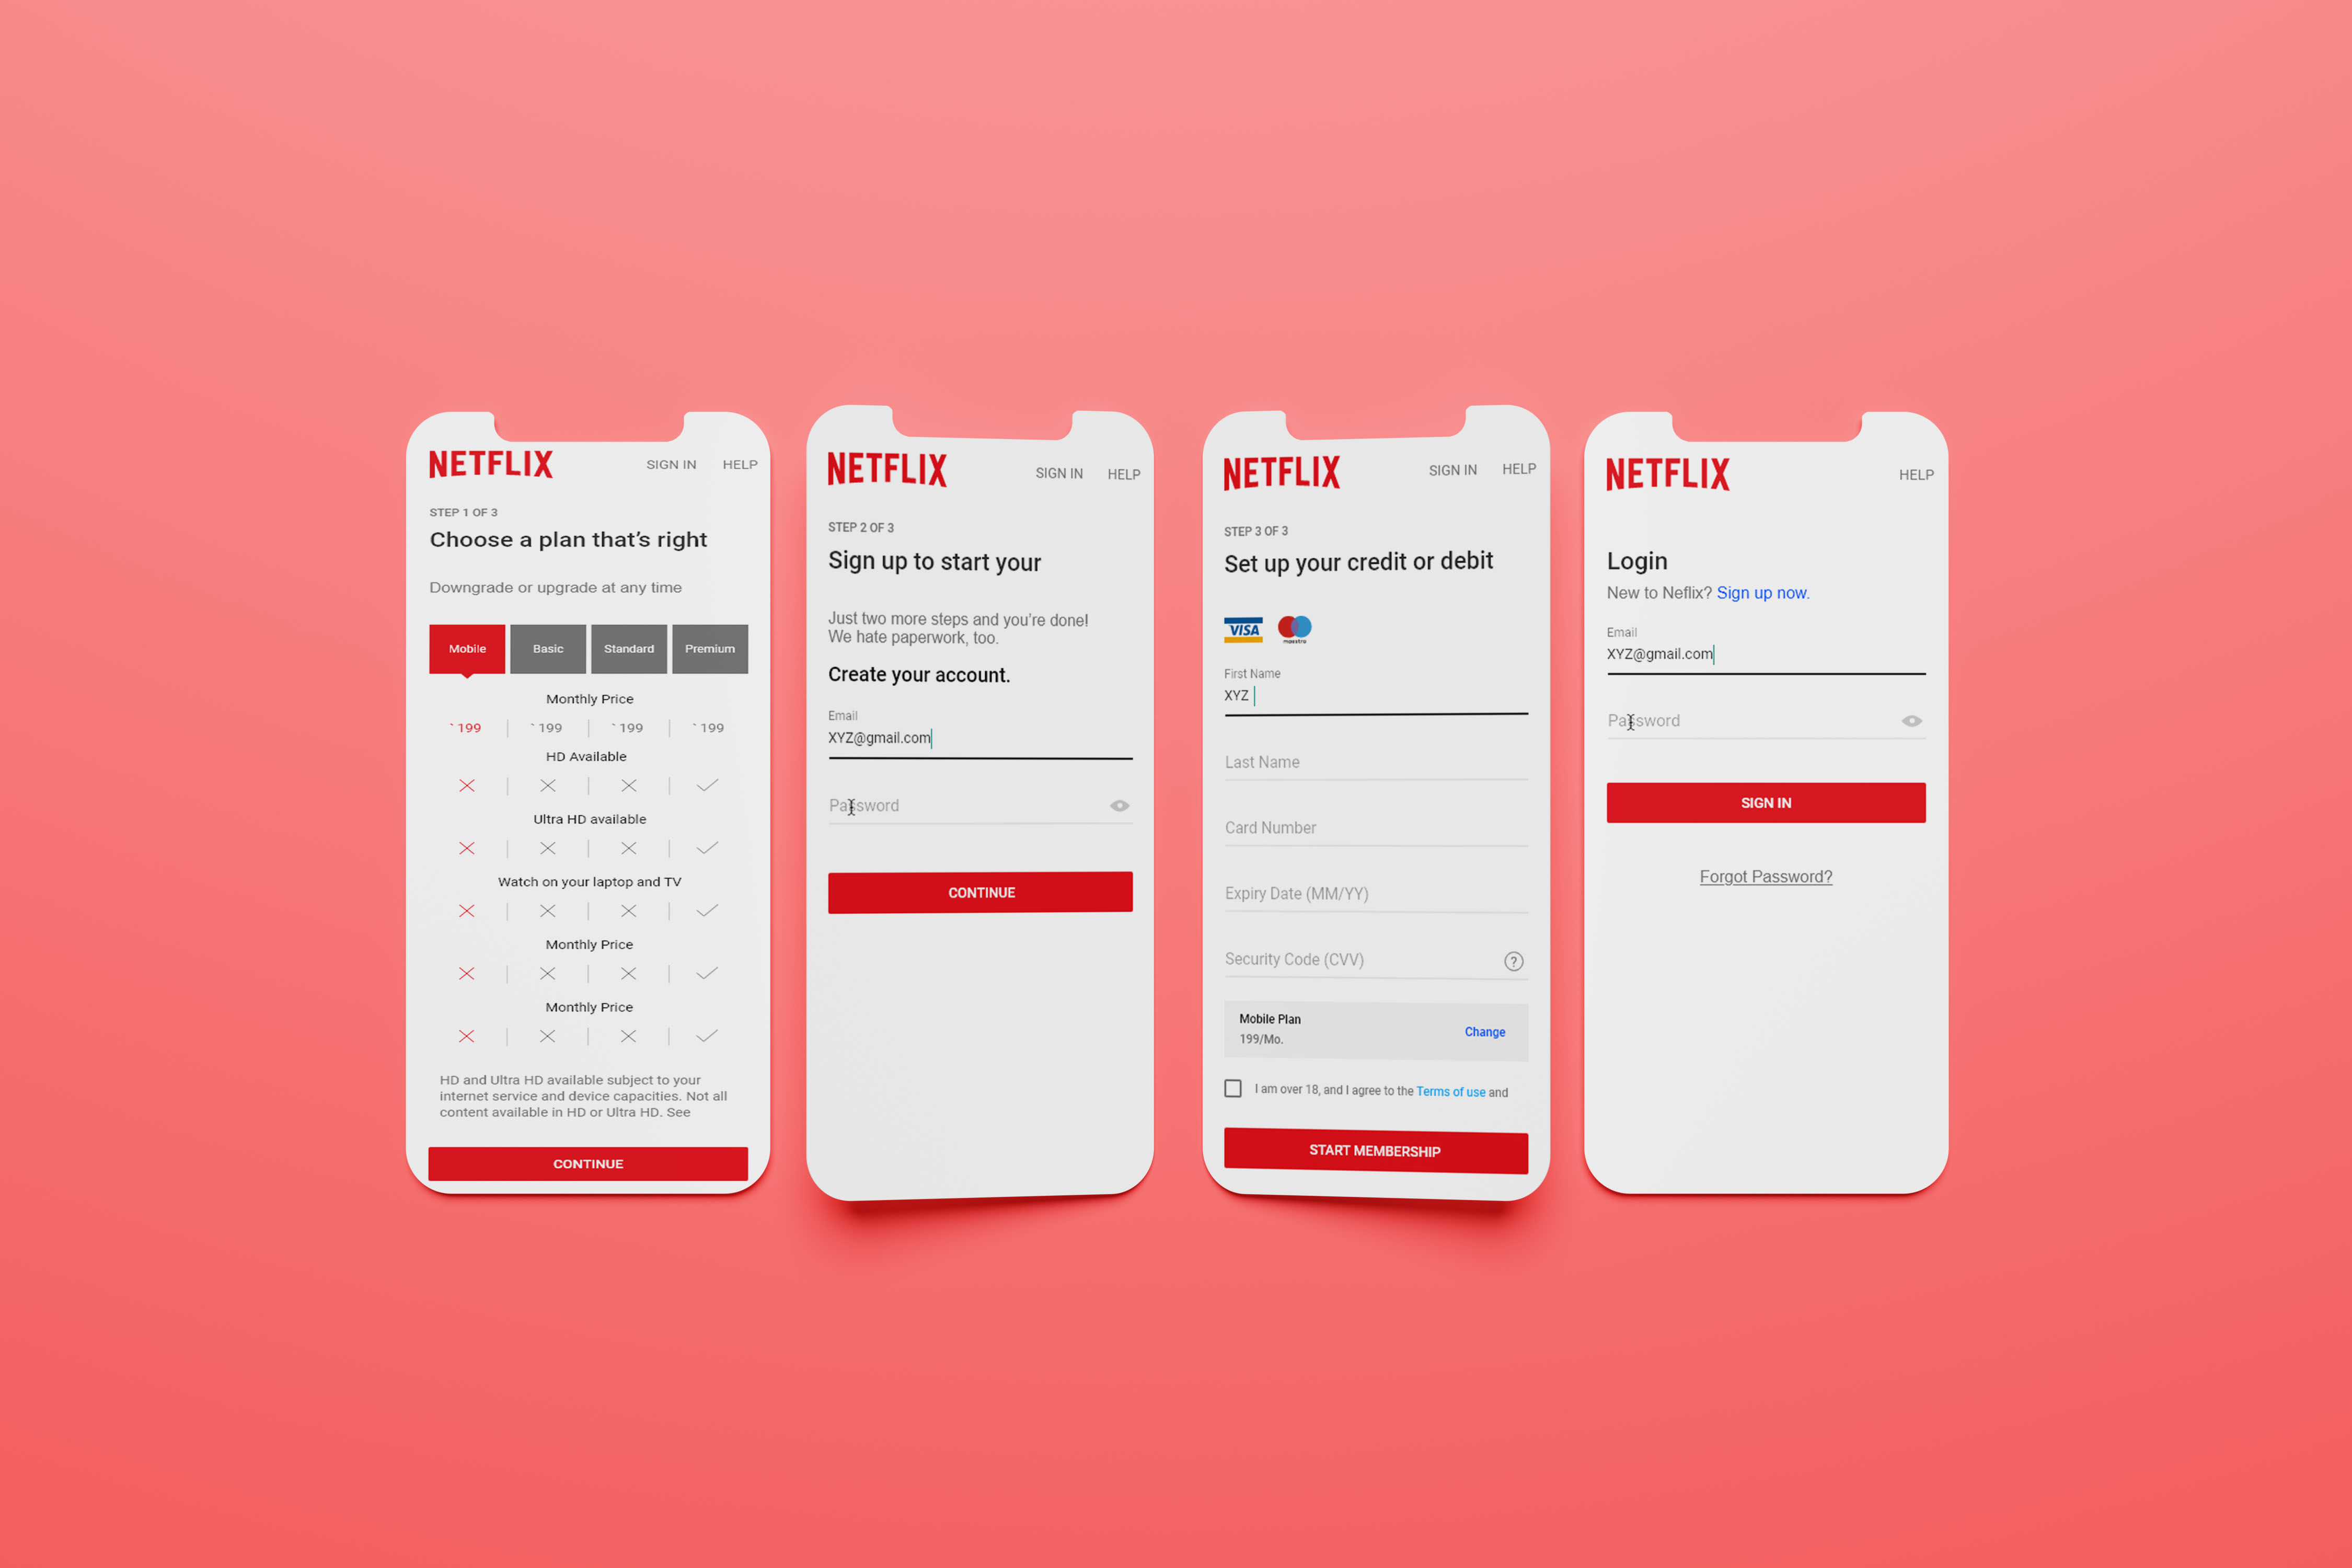 NETFLIX
SIGN IN HELP
STEP 1 OF 3
Choose a plan that's right
Downgrade or upgrade at any time
Mobile Basic Standard Premium
Monthly Price
` 199 ` 199 ` 199 ` 199
HD Available
Ultra HD available
Watch on your laptop and TV
Monthly Price
Monthly Price
HD and Ultra HD available subject to your
internet service and device capacities. Not all
content available in HD or Ultra HD. See
CONTINUE
NETFLIX
SIGN IN HELP
STEP 2 OF 3
Sign up to start your
Just two more steps and you're done!
We hate paperwork, too.
Create your account.
Email
XYZ@gmail.com
Password
CONTINUE
NETFLIX
SIGN IN HELP
STEP 3 OF 3
Set up your credit or debit
VISA maestro
First Name
XYZ
Last Name
Card Number
Expiry Date (MM/YY)
Security Code (CVV) ?
Mobile Plan
199/Mo.
Change
I am over 18, and I agree to the Terms of use and
START MEMBERSHIP
NETFLIX
HELP
Login
New to Neflix? Sign up now.
Email
XYZ@gmail.com
Password
SIGN IN
Forgot Password?